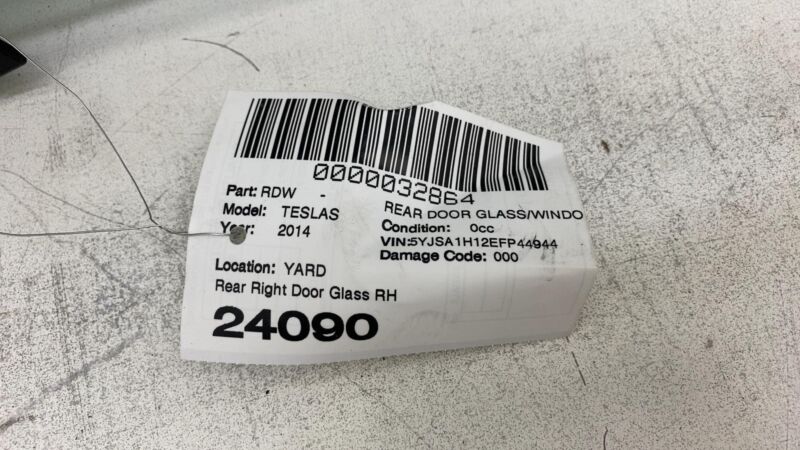 0000032864
Part: RDW - REAR DOOR GLASS/WINDO
Model: TESLAS Condition: 0cc
Year: 2014 VIN:5YJSA1H12EFP44944
Damage Code: 000
Location: YARD
Rear Right Door Glass RH
24090